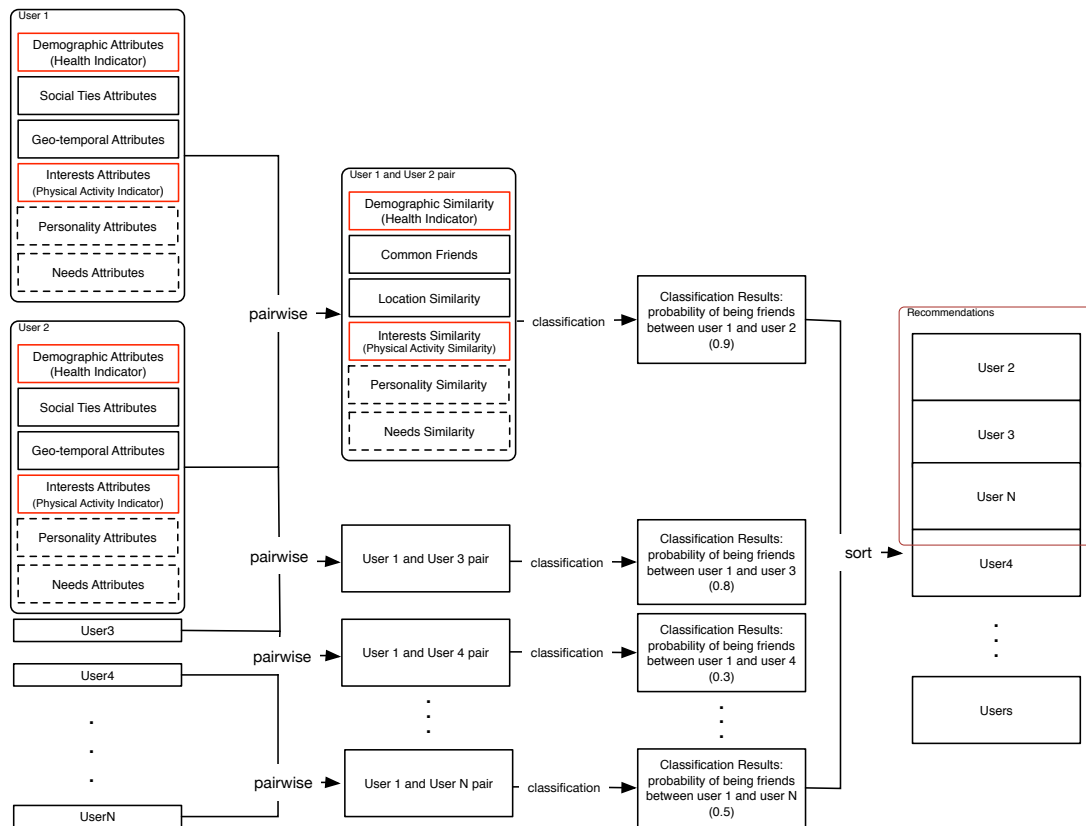 User 1
Demographic Attributes
(Health Indicator)
Social Ties Attributes
Geo-temporal Attributes
Interests Attributes
(Physical Activity Indicator)
Personality Attributes
Needs Attributes
User 2
Demographic Attributes
(Health Indicator)
Social Ties Attributes
Geo-temporal Attributes
Interests Attributes
(Physical Activity Indicator)
Personality Attributes
Needs Attributes
User3
User4
.
.
.
UserN
pairwise
pairwise
pairwise
pairwise
User 1 and User 2 pair
Demographic Similarity
(Health Indicator)
Common Friends
Location Similarity
Interests Similarity
(Physical Activity Similarity)
Personality Similarity
Needs Similarity
User 1 and User 3 pair
User 1 and User 4 pair
.
.
.
User 1 and User N pair
classification
classification
classification
classification
Classification Results:
probability of being friends
between user 1 and user 2
(0.9)
Classification Results:
probability of being friends
between user 1 and user 3
(0.8)
Classification Results:
probability of being friends
between user 1 and user 4
(0.3)
.
.
.
Classification Results:
probability of being friends
between user 1 and user N
(0.5)
sort
Recommendations
User 2
User 3
User N
User4
.
.
.
Users